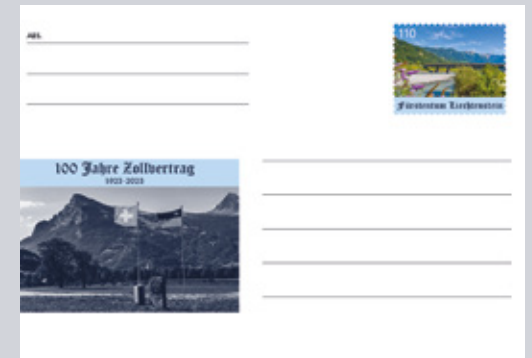 ABS.
110
Fürstentum Liechtenstein
100 Jahre Zollvertrag
1923-2023